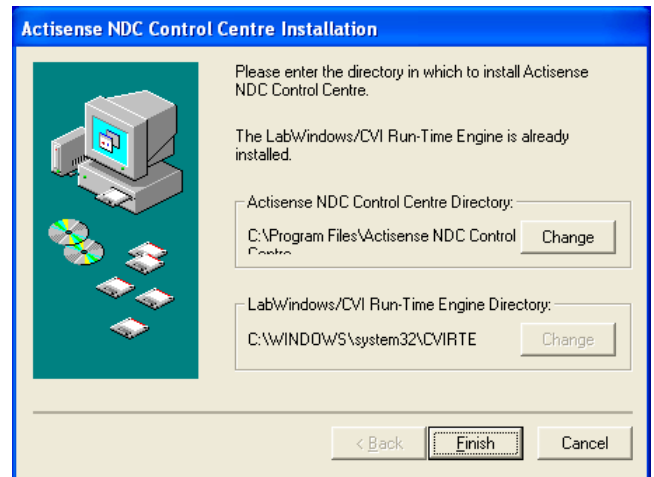 Actisense NDC Control Centre Installation
Please enter the directory in which to install Actisense
NDC Control Centre.
The LabWindows/CVI Run-Time Engine is already
installed.
Actisense NDC Control Centre Directory:
C:\Program Files\Actisense NDC Control
Centre
Change
LabWindows/CVI Run-Time Engine Directory:
C:\WINDOWS\system32\CVIRTE
Change
< Back
Finish
Cancel